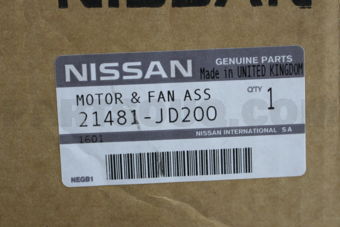 NISSAN
NISSAN
GENUINE PARTS
Made in UNITED KINGDOM
MOTOR & FAN ASS
Q'TY 1
21481-JD200
NISSAN INTERNATIONAL SA
1601
NEGB1